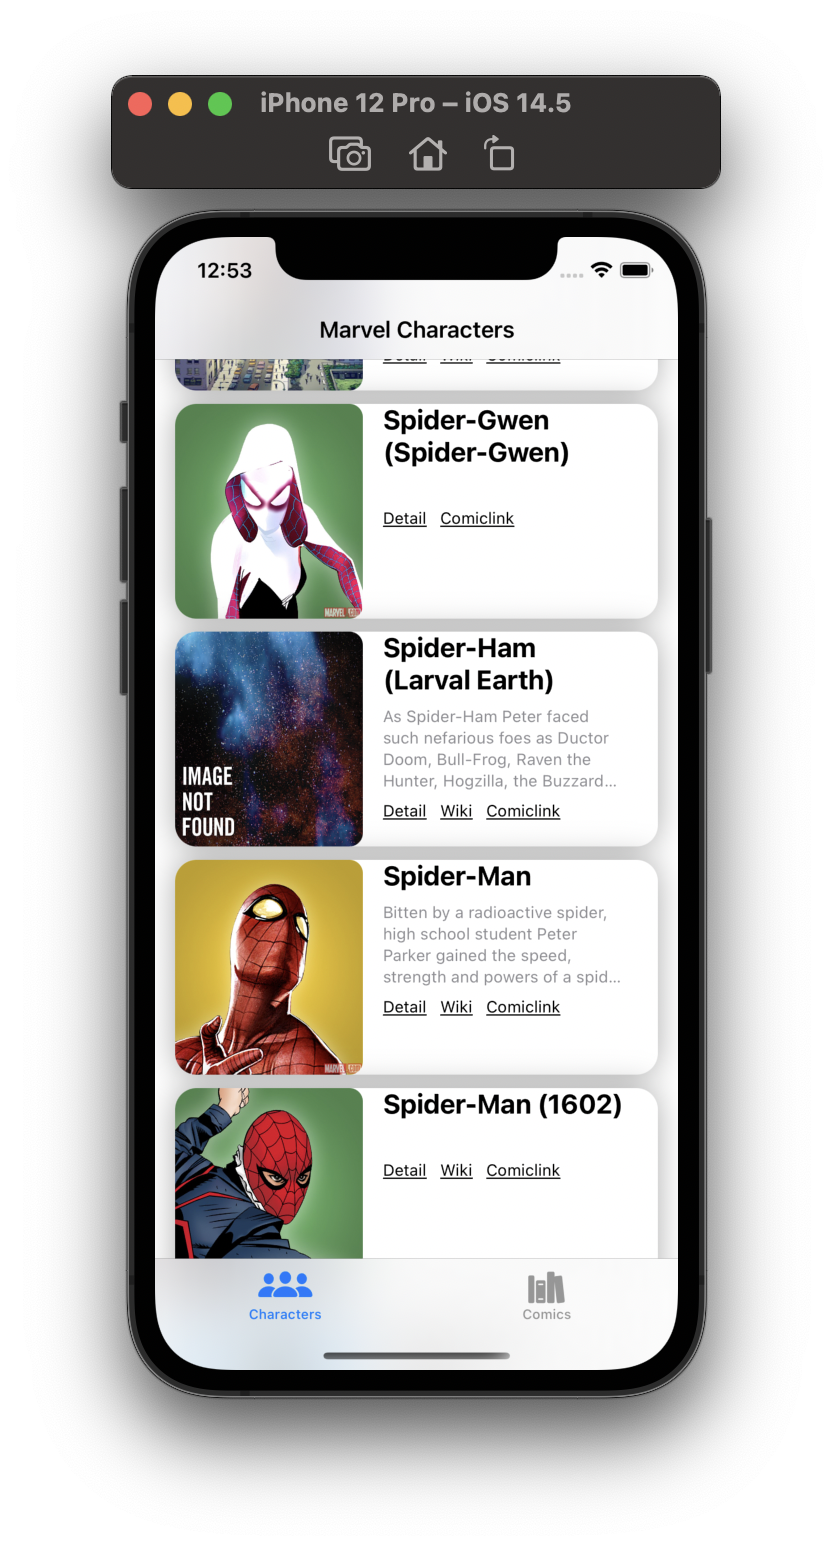 iPhone 12 Pro – iOS 14.5
12:53
Marvel Characters
Detail Wiki Comiclink
Spider-Gwen
(Spider-Gwen)
Detail Comiclink
MARVEL
Spider-Ham
(Larval Earth)
As Spider-Ham Peter faced
such nefarious foes as Ductor
Doom, Bull-Frog, Raven the
Hunter, Hogzilla, the Buzzard...
Detail Wiki Comiclink
IMAGE
NOT
FOUND
Spider-Man
Bitten by a radioactive spider,
high school student Peter
Parker gained the speed,
strength and powers of a spid...
Detail Wiki Comiclink
MARVEL
Spider-Man (1602)
Detail Wiki Comiclink
Characters
Comics